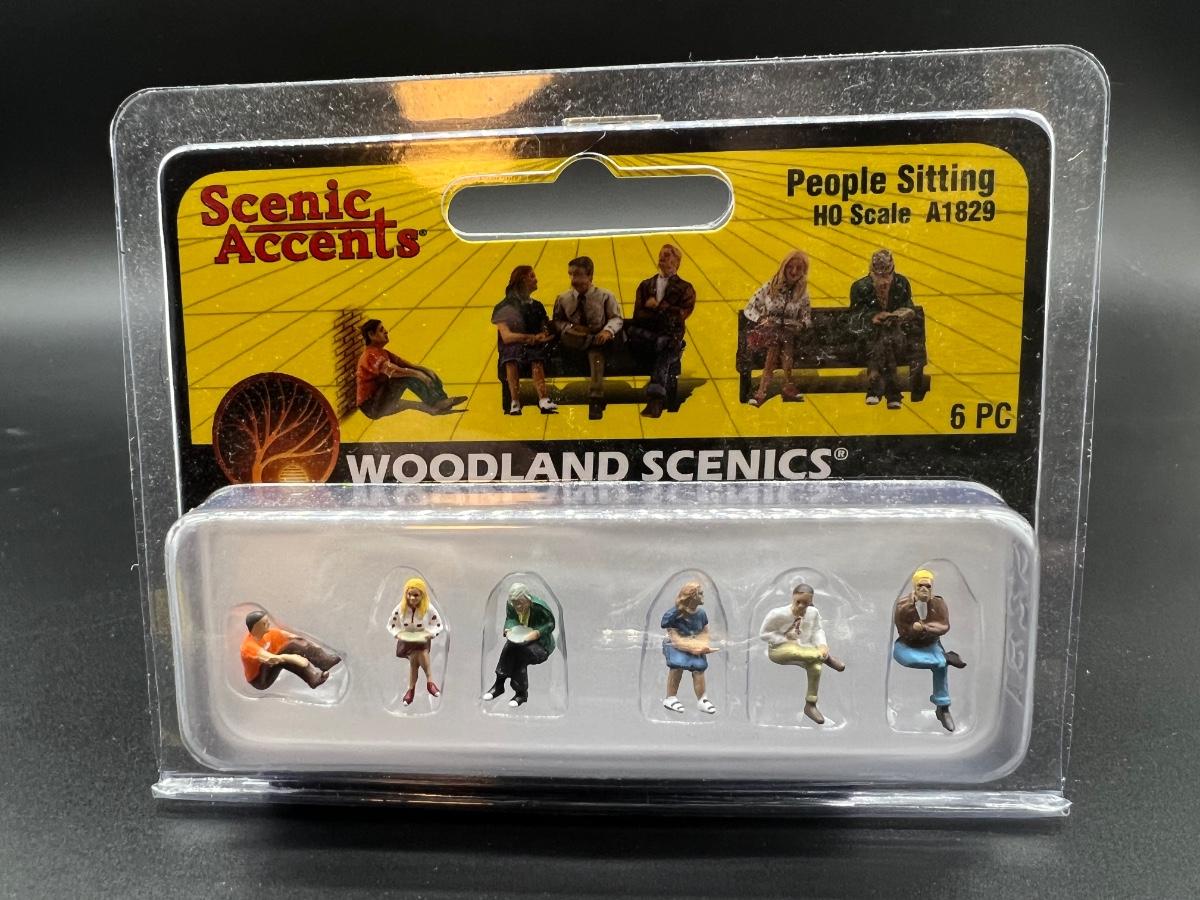 Scenic
Accents®
People Sitting
HO Scale A1829
6 PC
WOODLAND SCENICS®